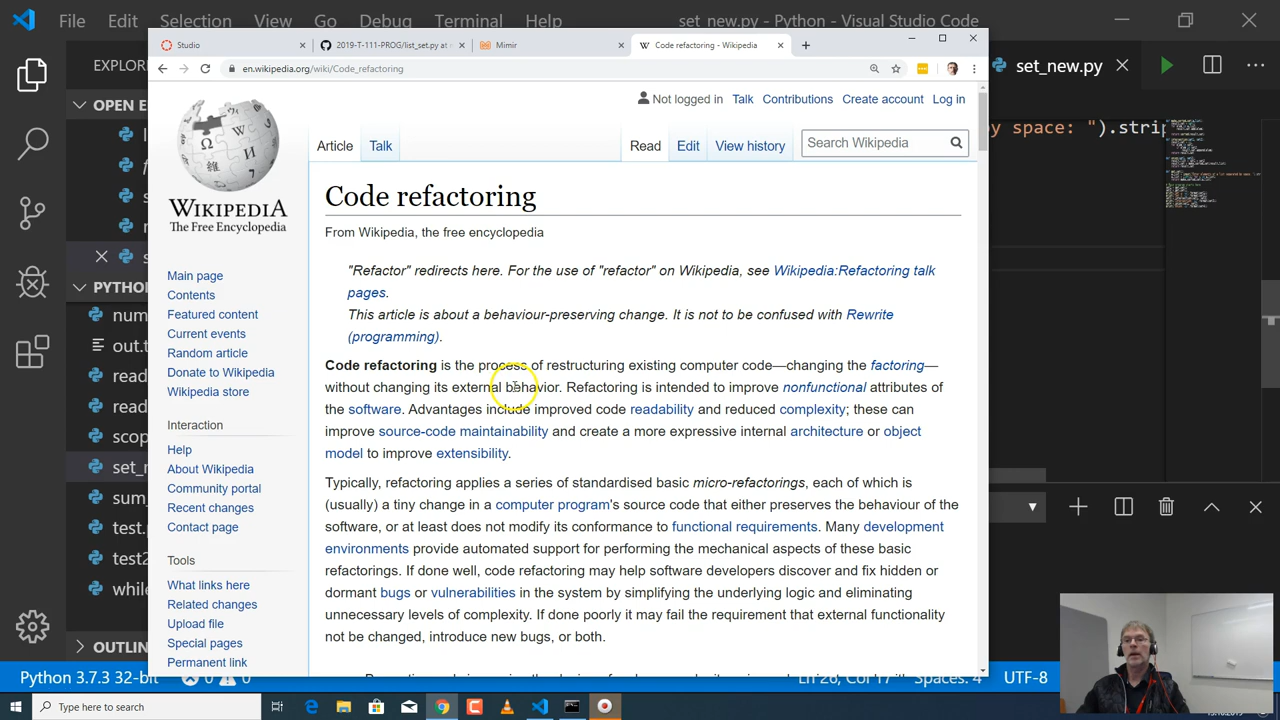 File Edit Selection View Go Debug Terminal Help set_new.py - Python - Visual Studio Code
Studio 2019-T-111-PROG/list_set.py at Mimir Code refactoring - Wikipedia
en.wikipedia.org/wiki/Code_refactoring
EXPLOR
set_new.py
OPEN E
y space: ").strip
PYTHON
num
out.t
read
read
scop
set_n
sum_
test.p
test2
while
OUTLIN
WIKIPEDIA
The Free Encyclopedia
Main page
Contents
Featured content
Current events
Random article
Donate to Wikipedia
Wikipedia store
Interaction
Help
About Wikipedia
Community portal
Recent changes
Contact page
Tools
What links here
Related changes
Upload file
Special pages
Permanent link
Not logged in Talk Contributions Create account Log in
Article Talk Read Edit View history Search Wikipedia
Code refactoring
From Wikipedia, the free encyclopedia
"Refactor" redirects here. For the use of "refactor" on Wikipedia, see Wikipedia:Refactoring talk
pages.
This article is about a behaviour-preserving change. It is not to be confused with Rewrite
(programming).
Code refactoring is the process of restructuring existing computer code—changing the factoring—
without changing its external behavior. Refactoring is intended to improve nonfunctional attributes of
the software. Advantages include improved code readability and reduced complexity; these can
improve source-code maintainability and create a more expressive internal architecture or object
model to improve extensibility.
Typically, refactoring applies a series of standardised basic micro-refactorings, each of which is
(usually) a tiny change in a computer program's source code that either preserves the behaviour of the
software, or at least does not modify its conformance to functional requirements. Many development
environments provide automated support for performing the mechanical aspects of these basic
refactorings. If done well, code refactoring may help software developers discover and fix hidden or
dormant bugs or vulnerabilities in the system by simplifying the underlying logic and eliminating
unnecessary levels of complexity. If done poorly it may fail the requirement that external functionality
not be changed, introduce new bugs, or both.
Python 3.7.3 32-bit 0 0 Ln 26, Col 17 Spaces: 4 UTF-8
Type here to search